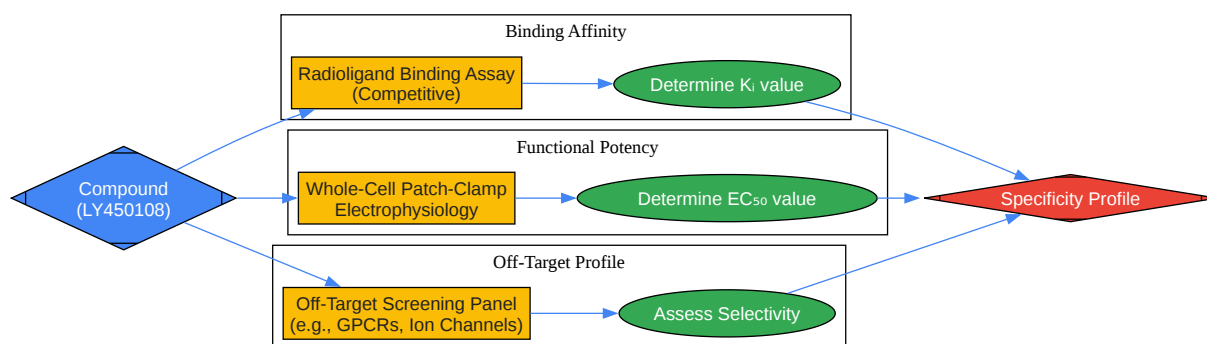 Binding Affinity
Radioligand Binding Assay
(Competitive)
Determine Kᵢ value
Functional Potency
Compound
(LY450108)
Whole-Cell Patch-Clamp
Electrophysiology
Determine EC₅₀ value
Specificity Profile
Off-Target Profile
Off-Target Screening Panel
(e.g., GPCRs, Ion Channels)
Assess Selectivity